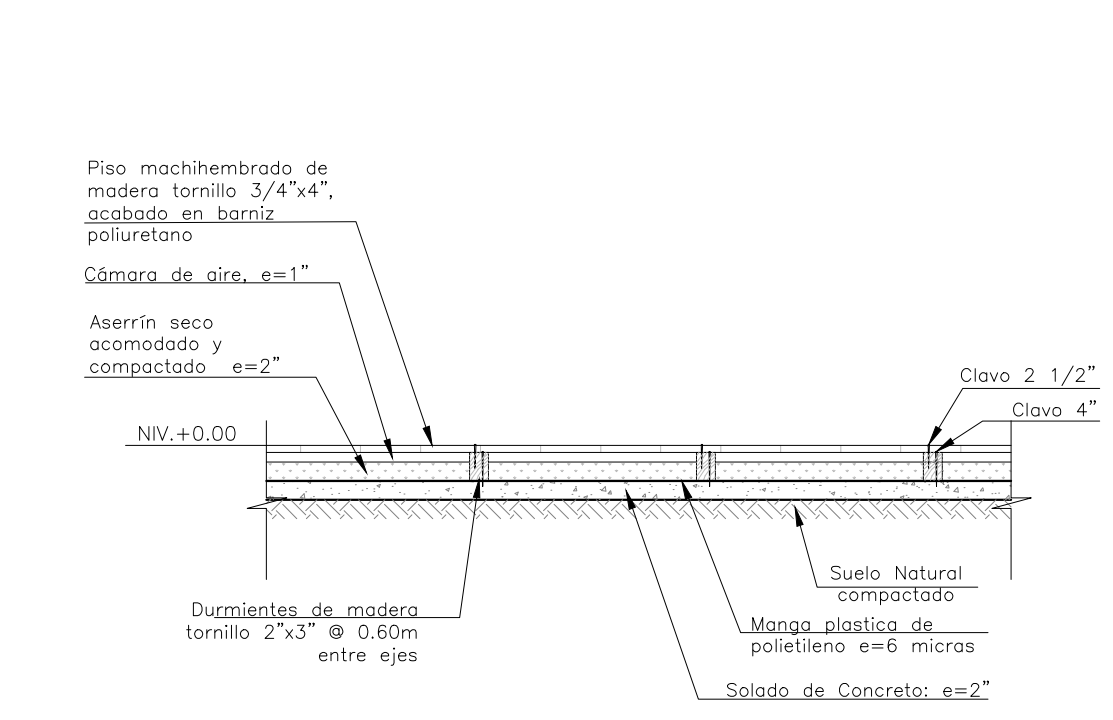 Piso machihembrado de
madera tornillo 3/4"x4",
acabado en barniz
poliuretano
Cámara de aire, e=1"
Aserrín seco
acomodado y
compactado e=2"
NIV.+0.00
Clavo 2 1/2"
Clavo 4"
Durmientes de madera
tornillo 2"x3" @ 0.60m
entre ejes
Suelo Natural
compactado
Manga plastica de
polietileno e=6 micras
Solado de Concreto: e=2"